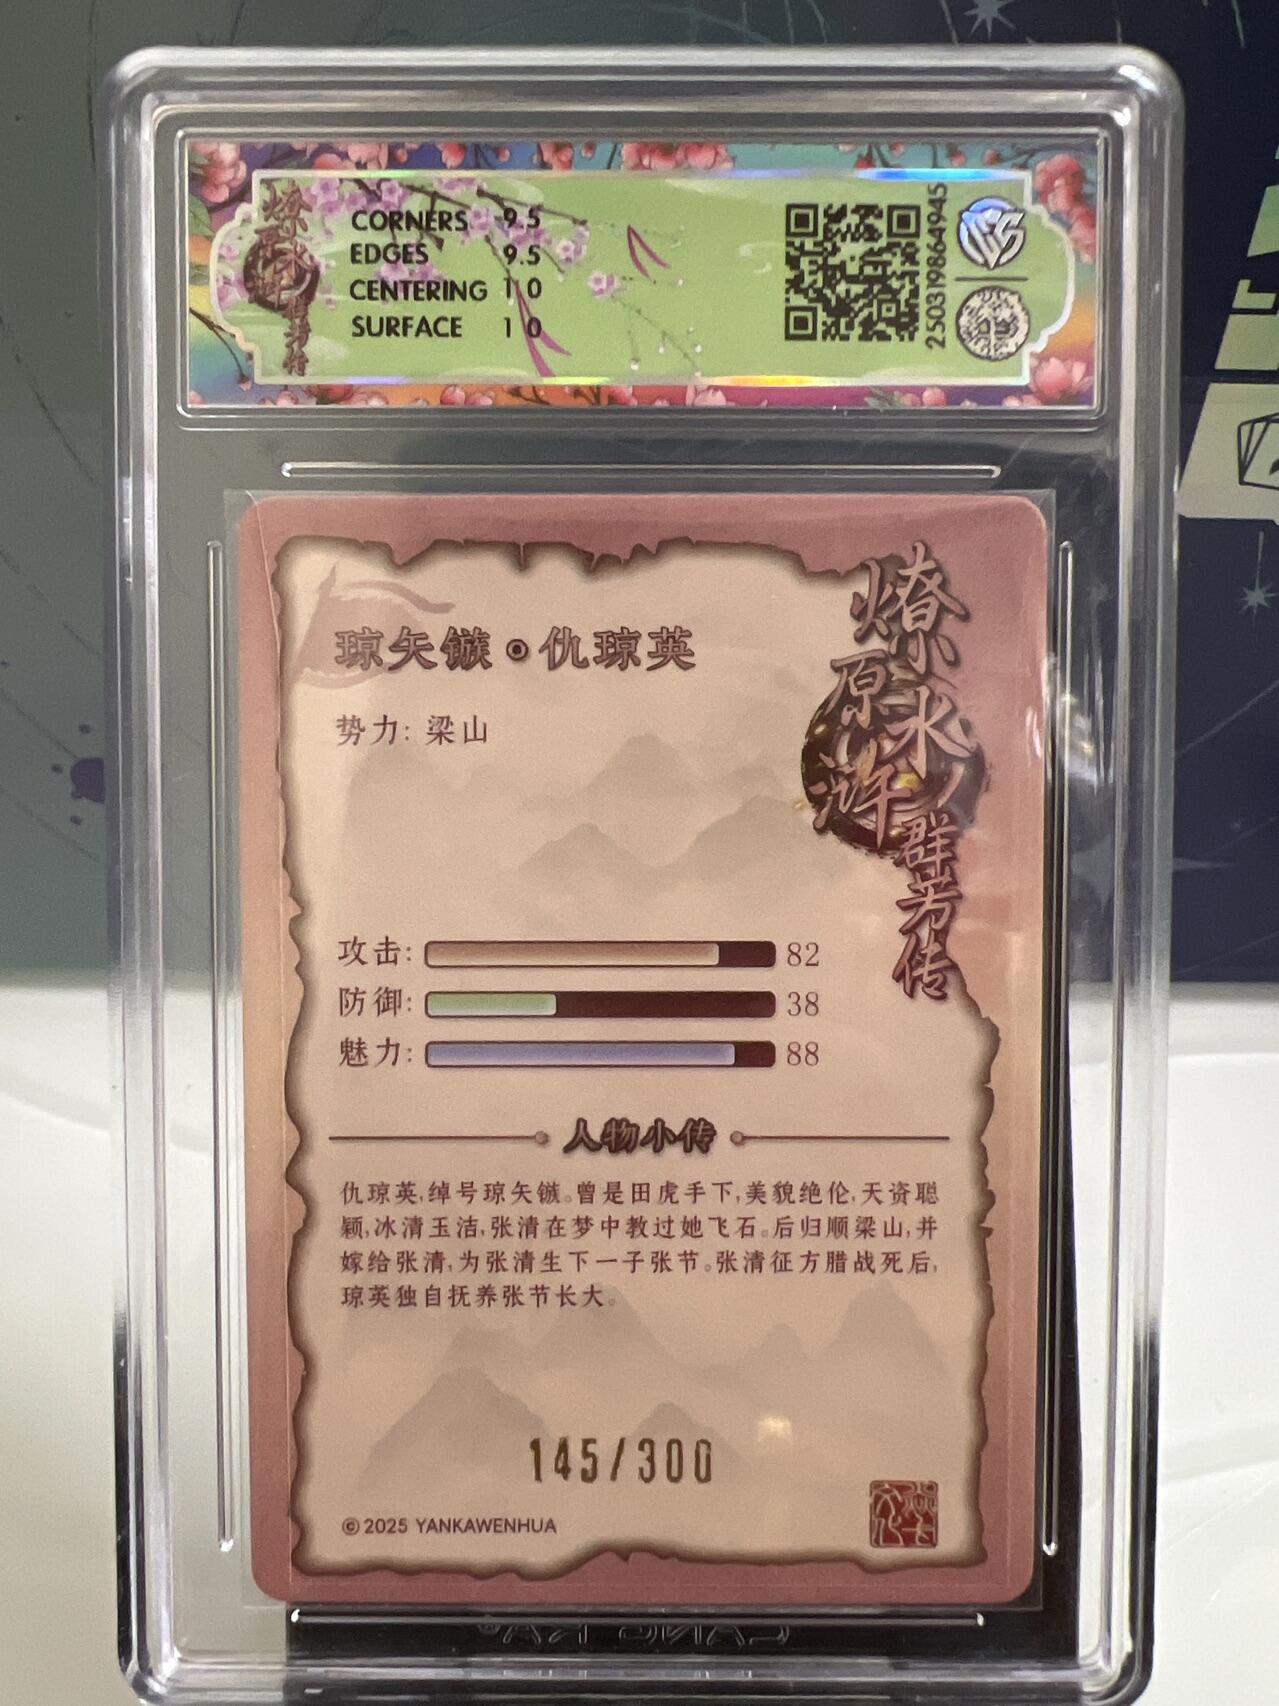 燎原水浒群芳传
CORNERS 9.5
EDGES 9.5
CENTERING 10
SURFACE 10
250319864945
CCS
琼矢镞·仇琼英
势力:梁山
燎原水浒
群芳传
攻击: 82
防御: 38
魅力: 88
人物小传
仇琼英,绰号琼矢镞。曾是田虎手下,美貌绝伦,天资聪
颖,冰清玉洁,张清在梦中教过她飞石。后归顺梁山,并
嫁给张清,为张清生下一子张节。张清征方腊战死后,
琼英独自抚养张节长大。
145/300
© 2025 YANKAWENHUA